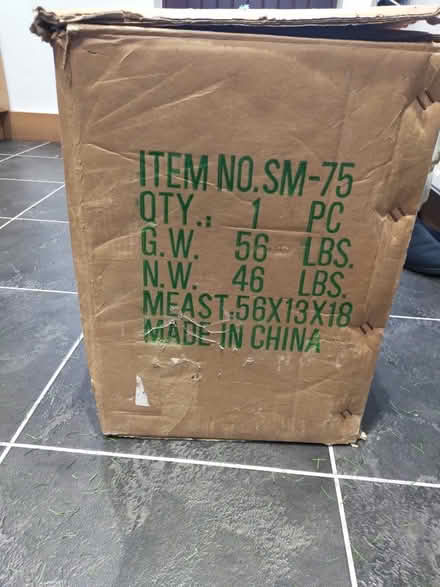 ITEM NO.SM-75
QTY.: 1 PC
G.W. 56 LBS.
N.W. 46 LBS.
MEAST.:56X13X18
MADE IN CHINA